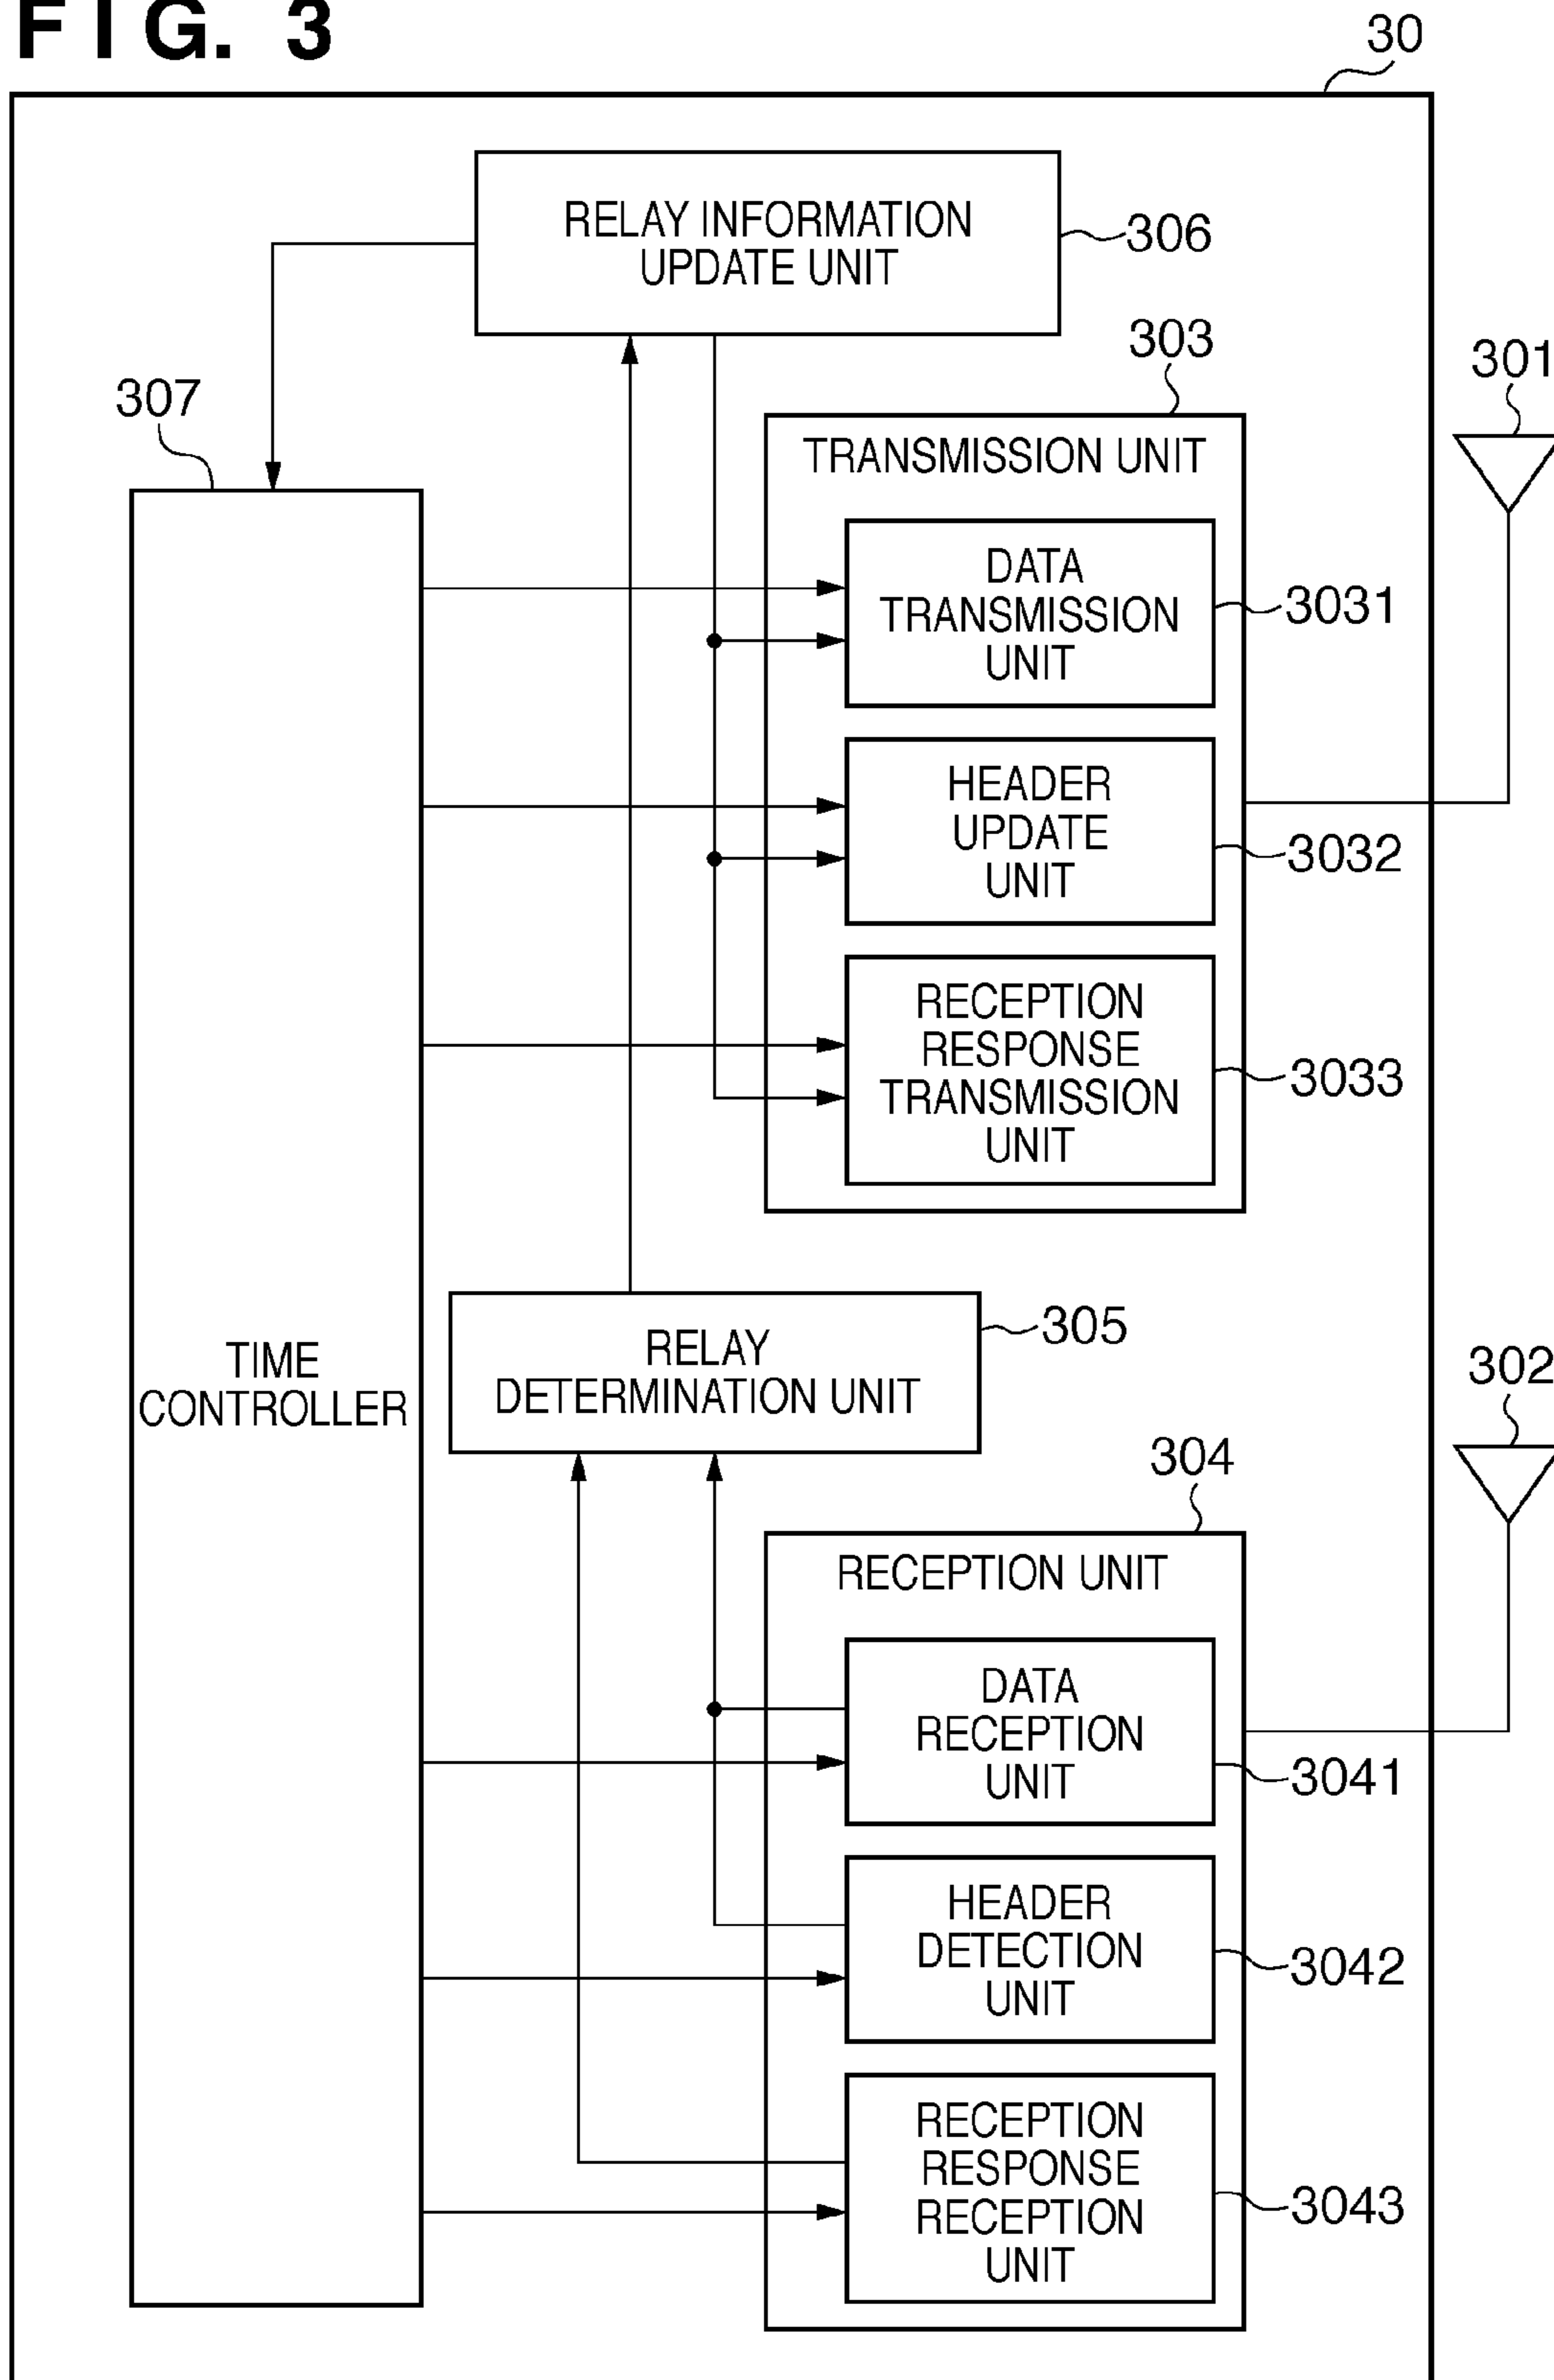 FIG. 3
30
RELAY INFORMATION
UPDATE UNIT
306
303
301
307
TRANSMISSION UNIT
DATA
TRANSMISSION
UNIT
3031
HEADER
UPDATE
UNIT
3032
RECEPTION
RESPONSE
TRANSMISSION
UNIT
3033
RELAY
DETERMINATION UNIT
305
TIME
CONTROLLER
302
304
RECEPTION UNIT
DATA
RECEPTION
UNIT
3041
HEADER
DETECTION
UNIT
3042
RECEPTION
RESPONSE
RECEPTION
UNIT
3043